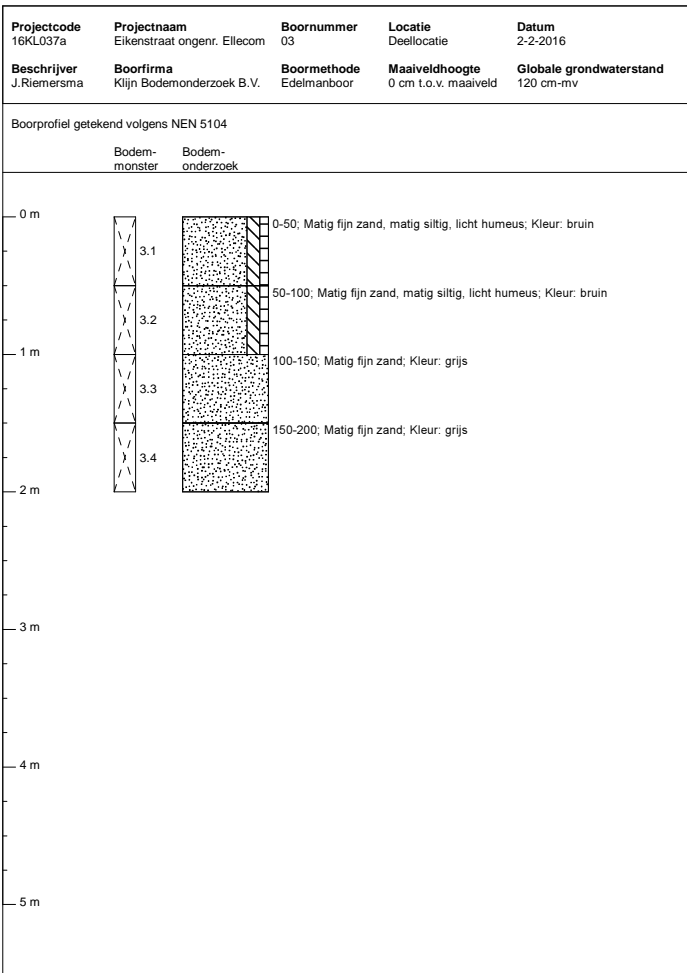 Projectcode Projectnaam Boornummer Locatie Datum
16KL037a Eikenstraat ongenr. Ellecom 03 Deellocatie 2-2-2016
Beschrijver Boorfirma Boormethode Maaiveldhoogte Globale grondwaterstand
J.Riemersma Klijn Bodemonderzoek B.V. Edelmanboor 0 cm t.o.v. maaiveld 120 cm-mv
Boorprofiel getekend volgens NEN 5104
Bodem- Bodem-
monster onderzoek
0 m
0-50; Matig fijn zand, matig siltig, licht humeus; Kleur: bruin
3.1
50-100; Matig fijn zand, matig siltig, licht humeus; Kleur: bruin
3.2
1 m
100-150; Matig fijn zand; Kleur: grijs
3.3
150-200; Matig fijn zand; Kleur: grijs
3.4
2 m
3 m
4 m
5 m